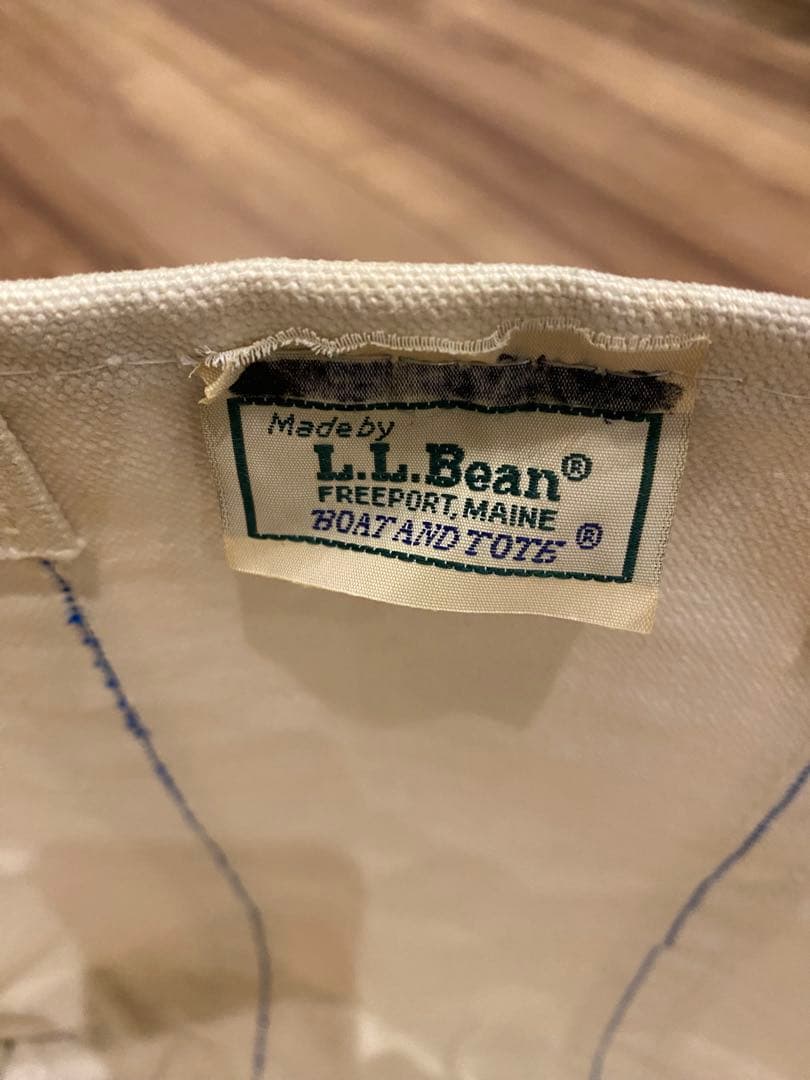 Made by
L.L.Bean®
FREEPORT, MAINE
BOAT AND TOTE ®